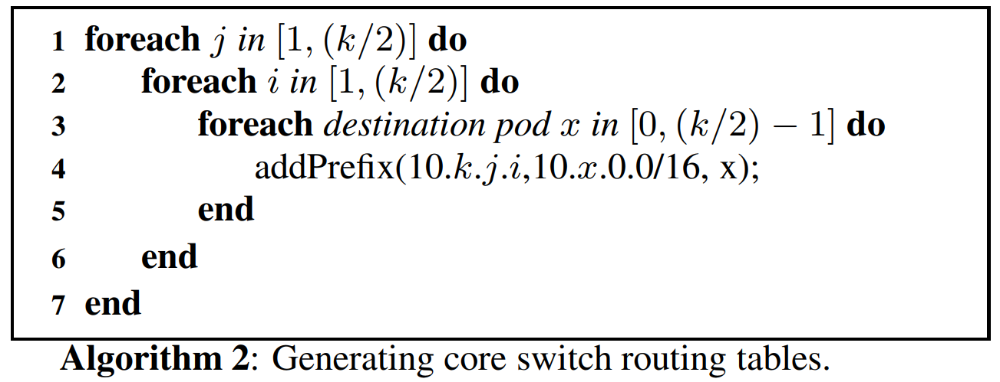 1 foreach j in [1, (k/2)] do
2 foreach i in [1, (k/2)] do
3 foreach destination pod x in [0, (k/2) − 1] do
4 addPrefix(10.k.j.i,10.x.0.0/16, x);
5 end
6 end
7 end
Algorithm 2: Generating core switch routing tables.